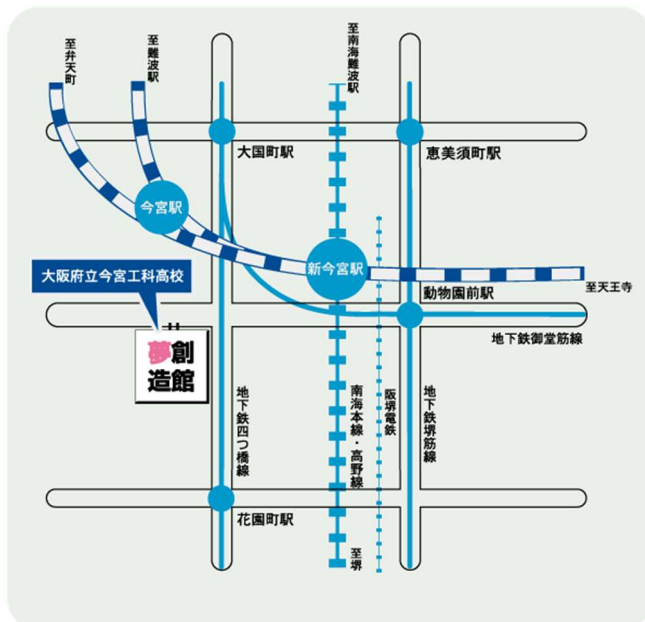 至弁天町
至難波駅
至南海難波駅
大国町駅
恵美須町駅
今宮駅
新今宮駅
大阪府立今宮工科高校
動物園前駅
至天王寺
地下鉄御堂筋線
夢創
造館
地下鉄四つ橋線
南海本線・高野線
阪堺電鉄
地下鉄堺筋線
花園町駅
至堺